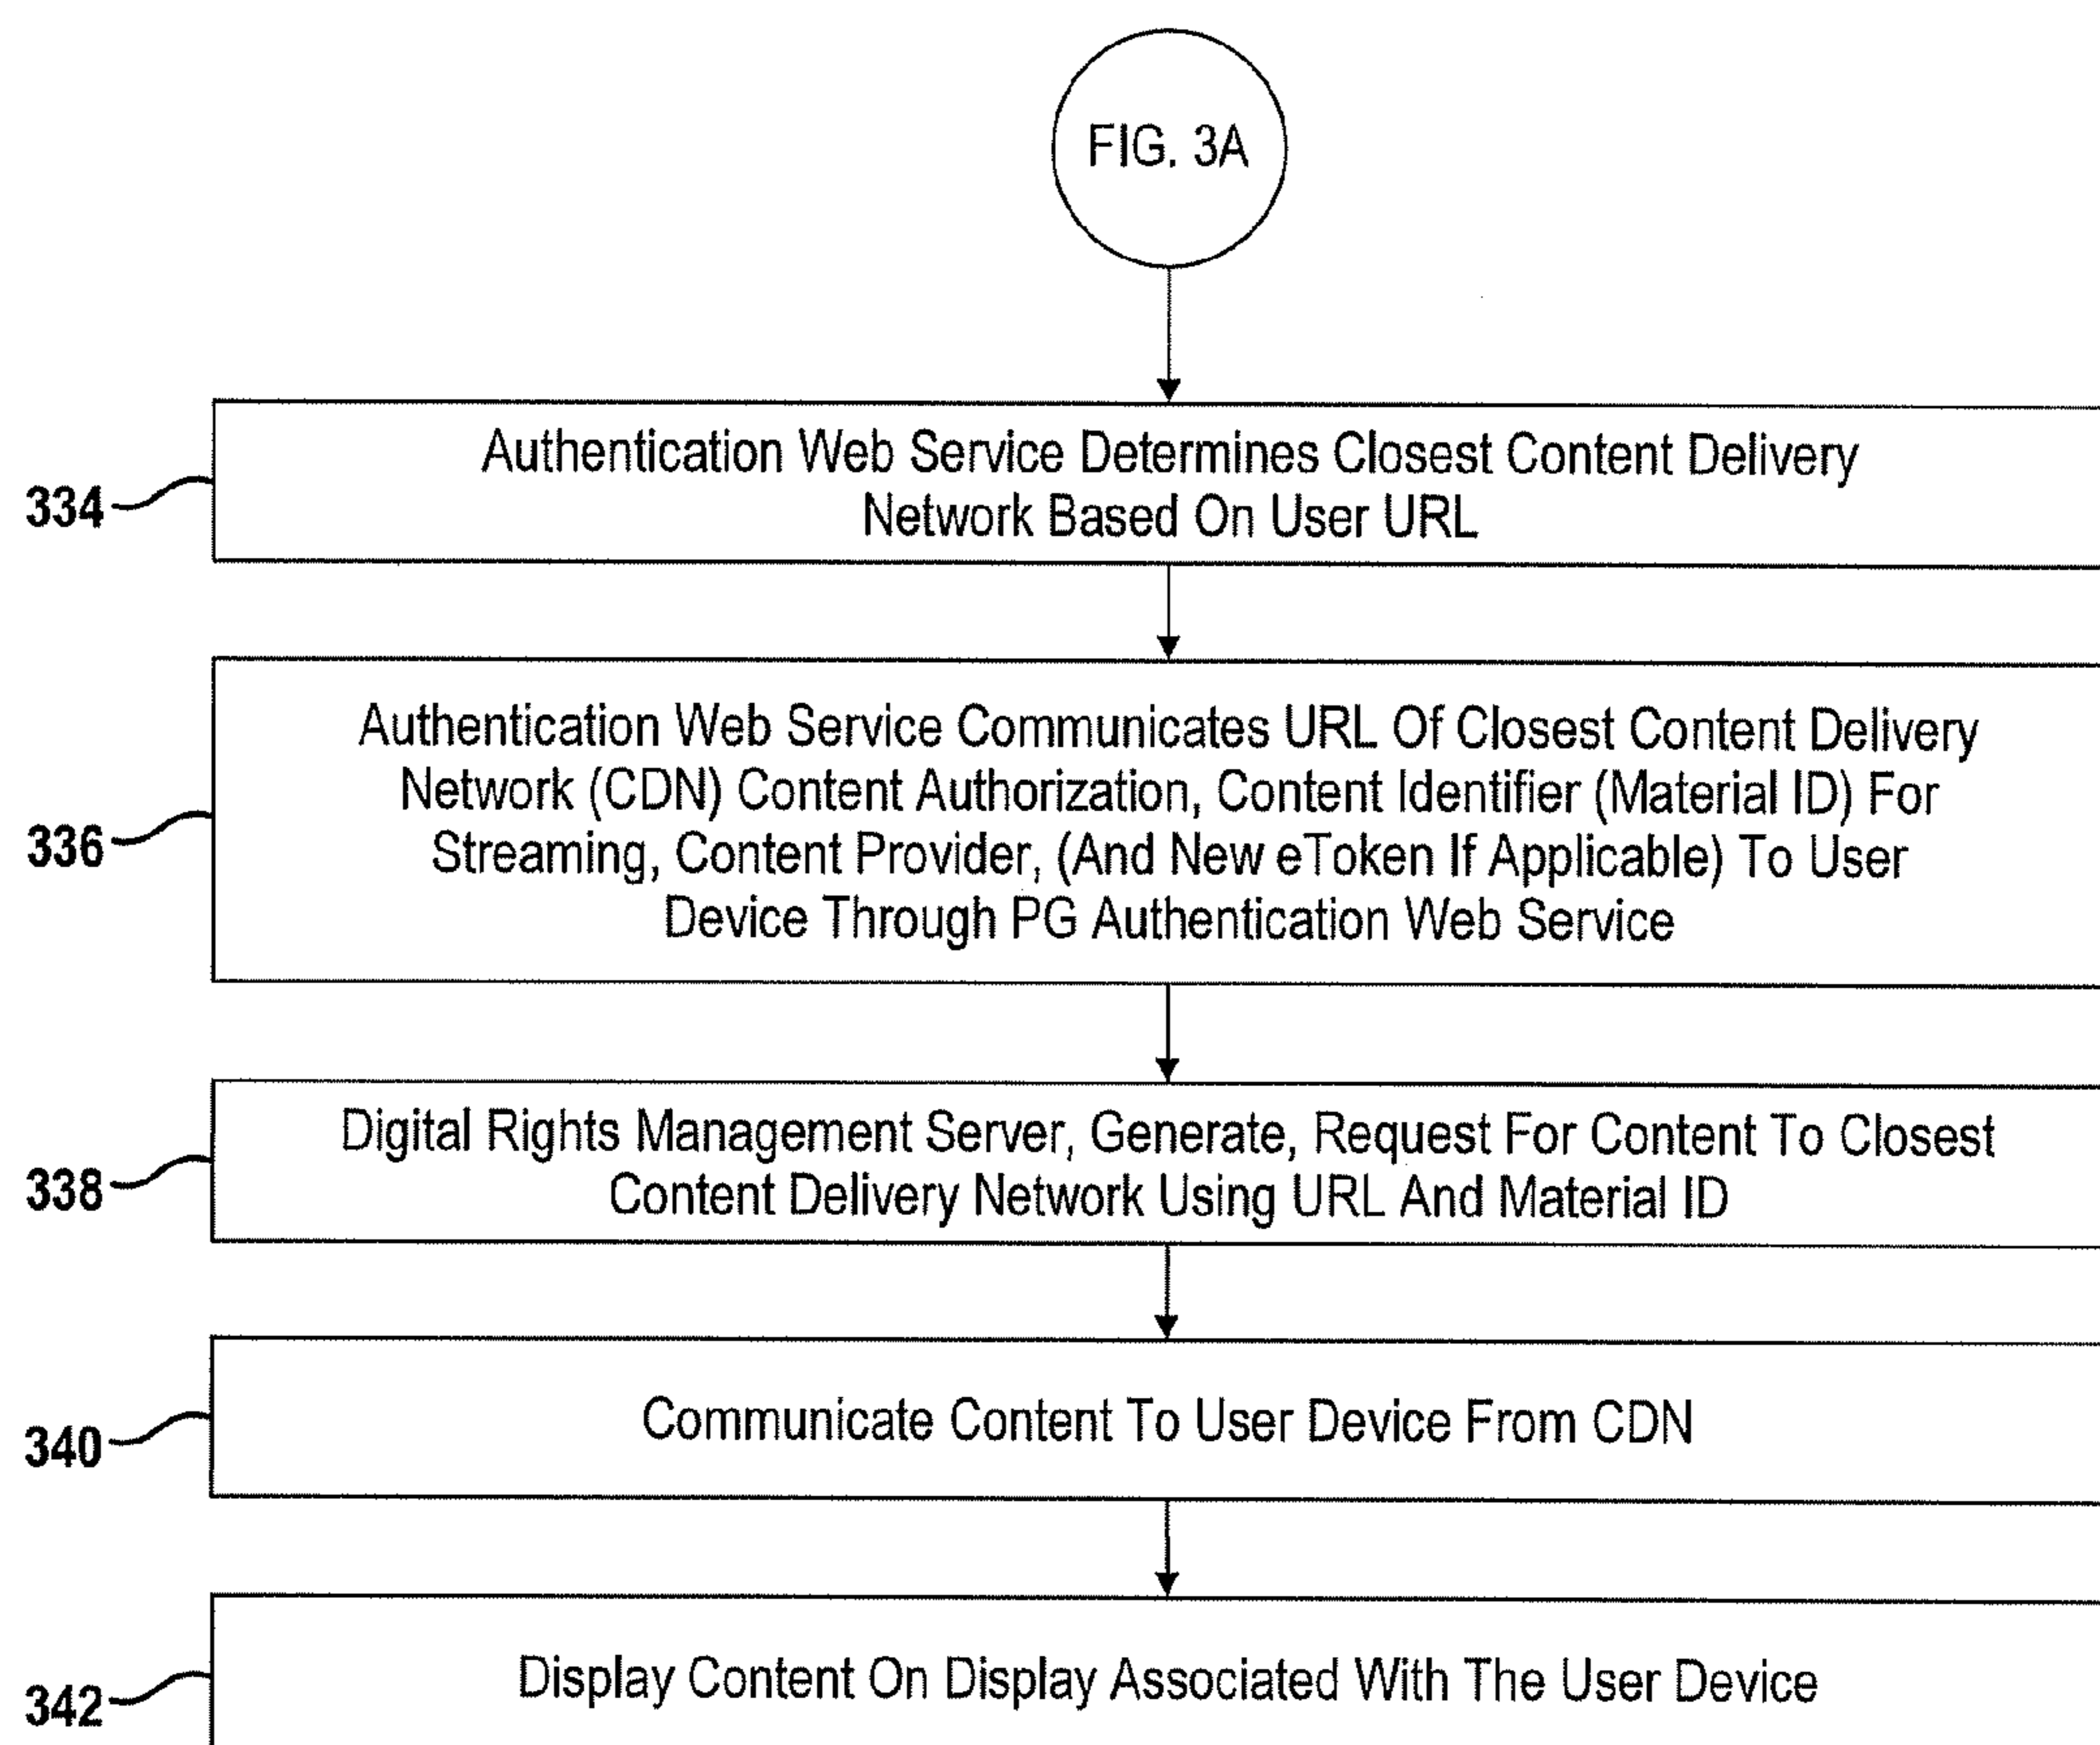 FIG. 3A
334
Authentication Web Service Determines Closest Content Delivery
Network Based On User URL
336
Authentication Web Service Communicates URL Of Closest Content Delivery
Network (CDN) Content Authorization, Content Identifier (Material ID) For
Streaming, Content Provider, (And New eToken If Applicable) To User
Device Through PG Authentication Web Service
338
Digital Rights Management Server, Generate, Request For Content To Closest
Content Delivery Network Using URL And Material ID
340
Communicate Content To User Device From CDN
342
Display Content On Display Associated With The User Device